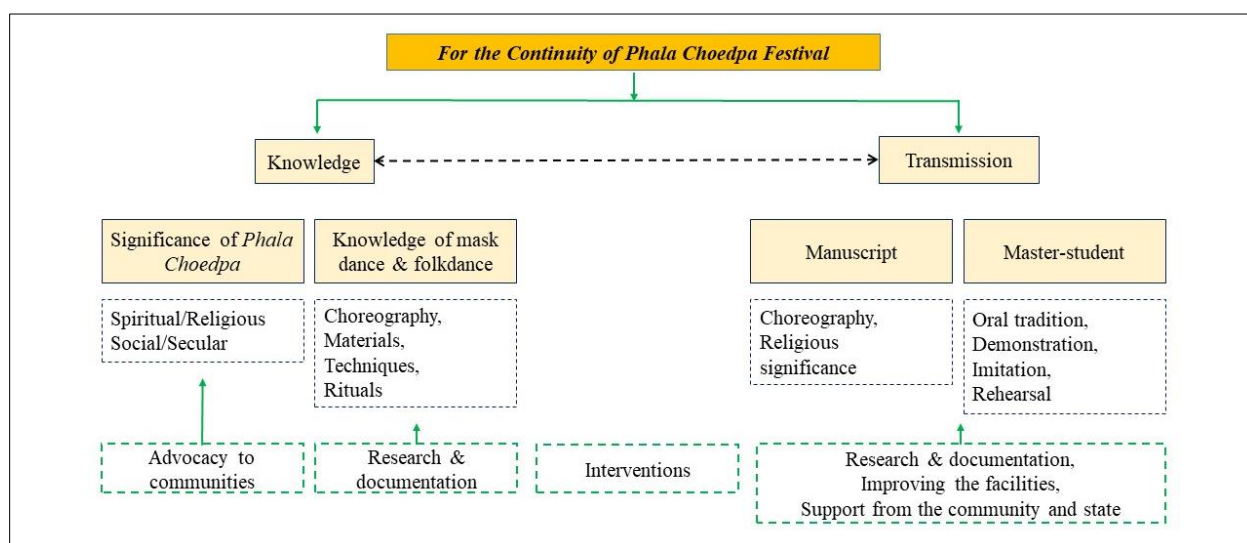 For the Continuity of Phala Choedpa Festival
Knowledge
Transmission
Significance of Phala
Choedpa
Knowledge of mask
dance & folkdance
Manuscript
Master-student
Spiritual/Religious
Social/Secular
Choreography,
Materials,
Techniques,
Rituals
Choreography,
Religious
significance
Oral tradition,
Demonstration,
Imitation,
Rehearsal
Advocacy to
communities
Research &
documentation
Interventions
Research & documentation,
Improving the facilities,
Support from the community and state